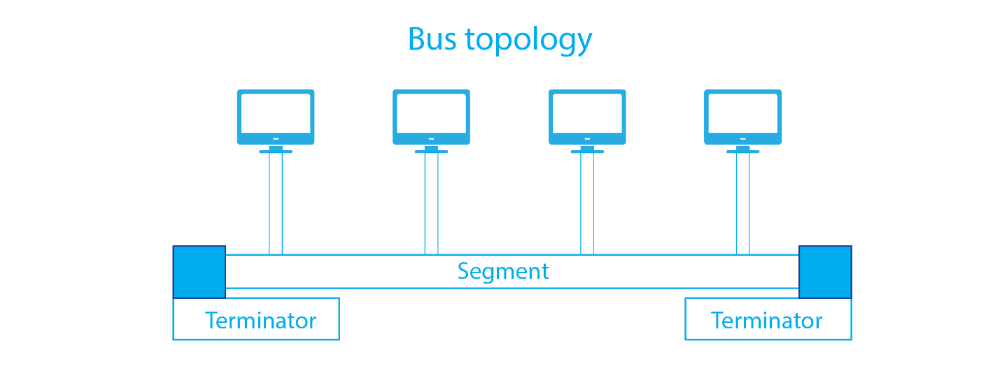 Bus topology
Segment
Terminator
Terminator